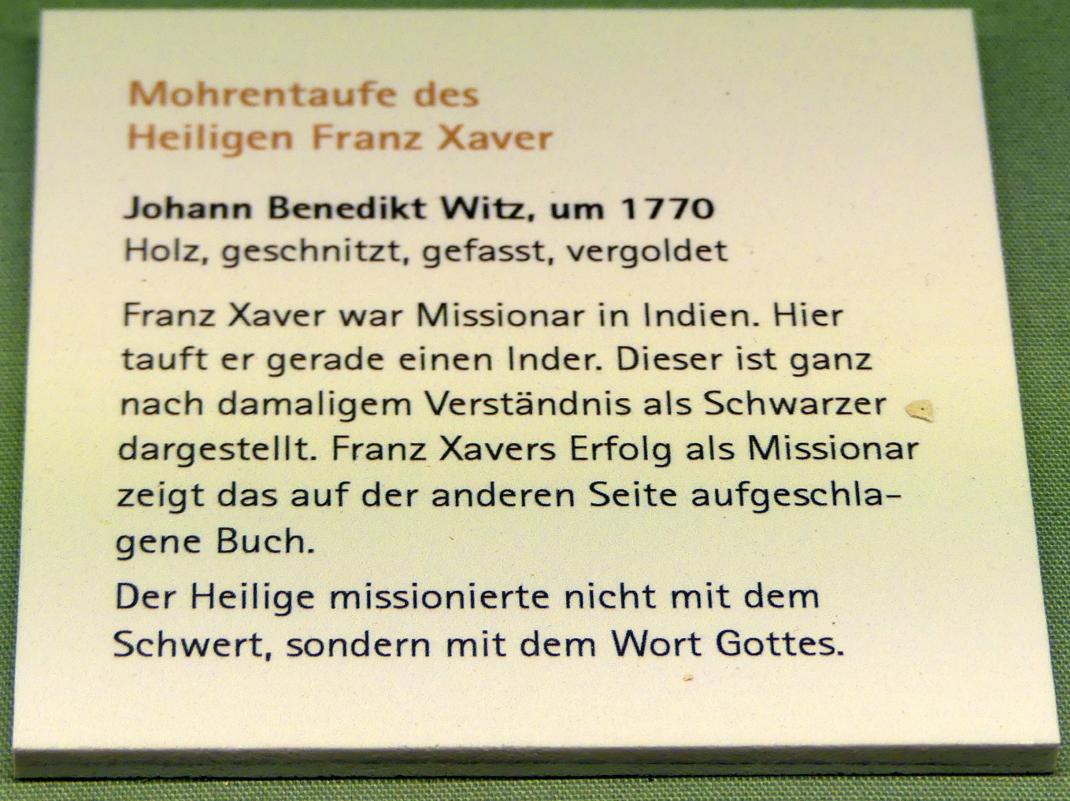 Mohrentaufe des
Heiligen Franz Xaver
Johann Benedikt Witz, um 1770
Holz, geschnitzt, gefasst, vergoldet
Franz Xaver war Missionar in Indien. Hier
tauft er gerade einen Inder. Dieser ist ganz
nach damaligem Verständnis als Schwarzer
dargestellt. Franz Xavers Erfolg als Missionar
zeigt das auf der anderen Seite aufgeschla-
gene Buch.
Der Heilige missionierte nicht mit dem
Schwert, sondern mit dem Wort Gottes.